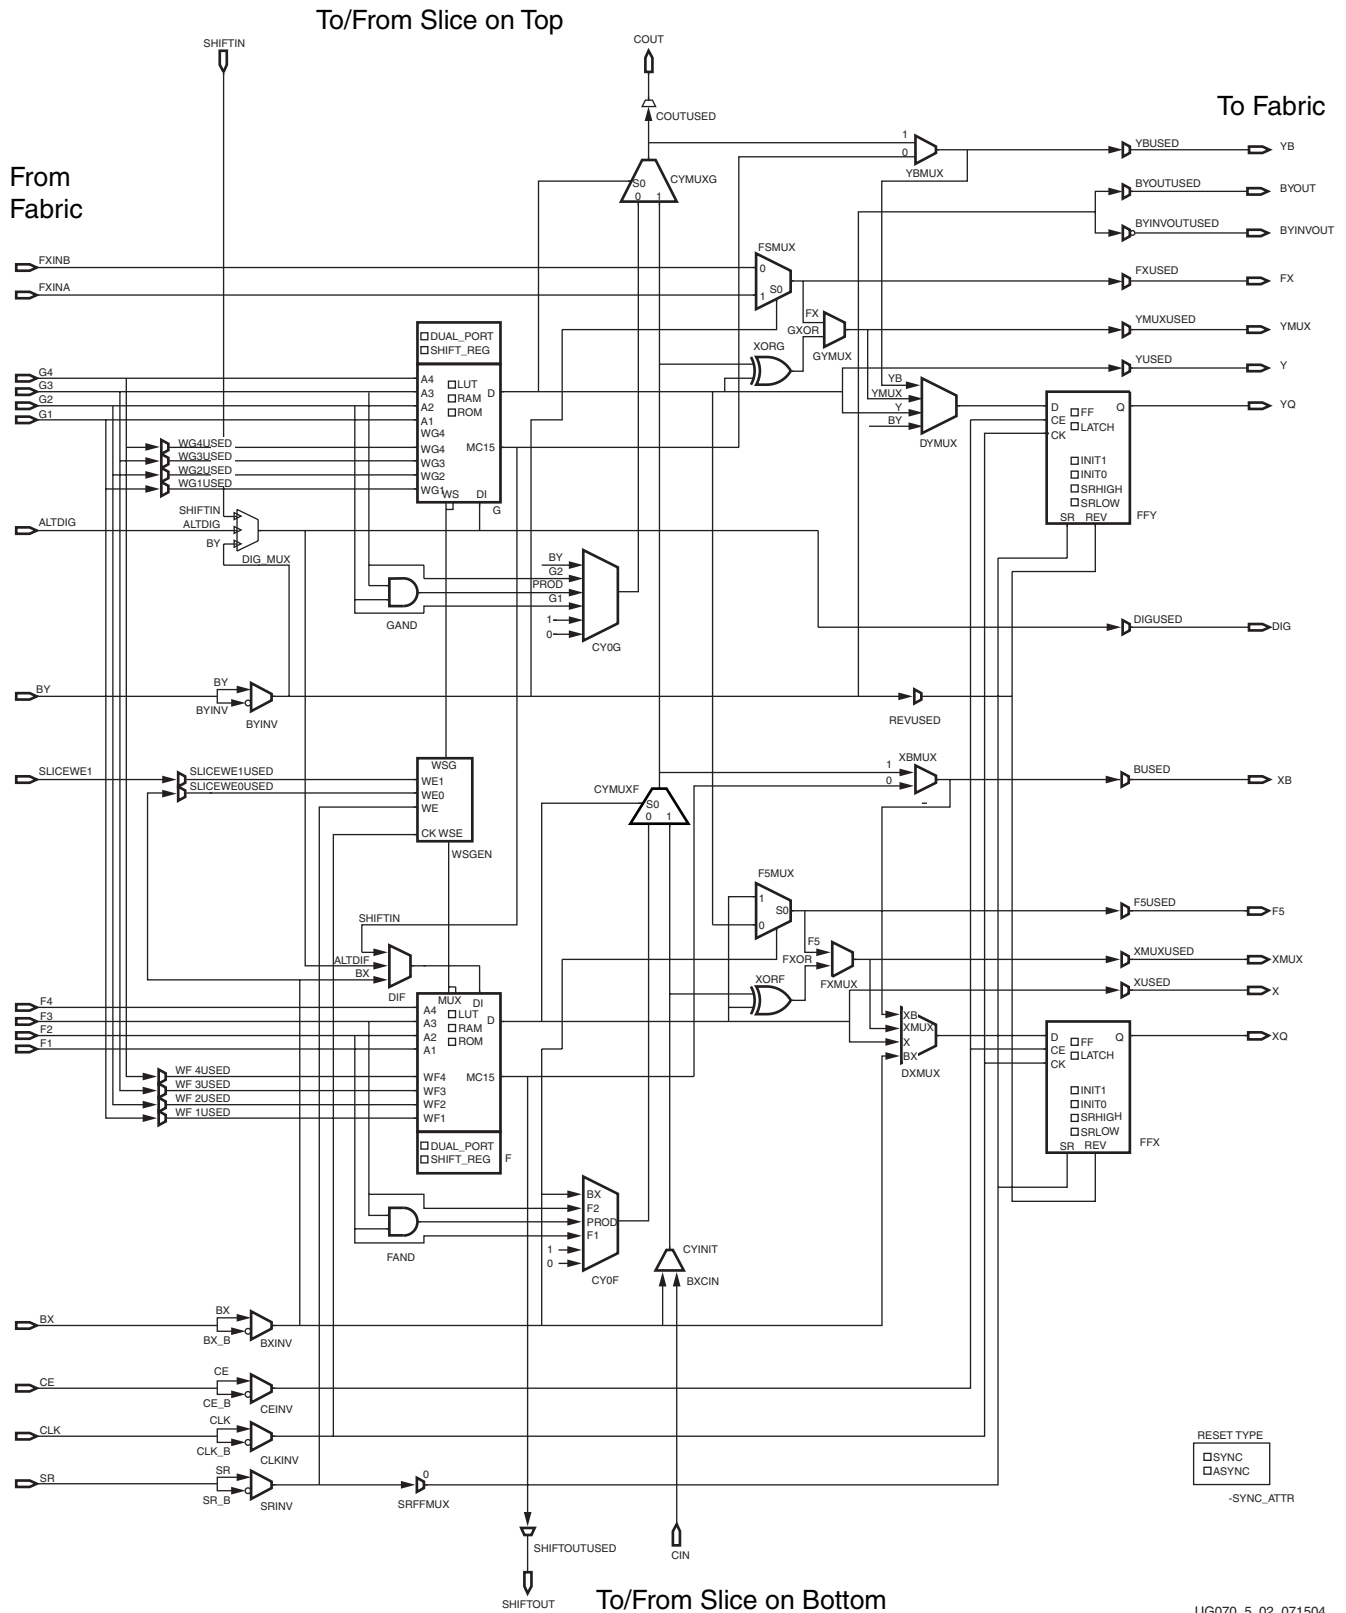 To/From Slice on Top
SHIFTIN
COUT
To Fabric
COUTUSED
From
Fabric
1
0
YBMUX
YBUSED
YB
S0
0 1
CYMUXG
BYOUTUSED
BYOUT
BYINVOUTUSED
BYINVOUT
FXINB
FXINA
FSMUX
0
1
S0
FXUSED
FX
FX
GXOR
GYMUX
YMUXUSED
YMUX
DUAL_PORT
SHIFT_REG
XORG
YUSED
Y
G4
G3
G2
G1
A4
A3
A2
A1
WG4
WG4
WG3
WG2
WG1
LUT
RAM
ROM
D
MC15
WS
DI
G
WG4USED
WG3USED
WG2USED
WG1USED
YB
YMUX
Y
BY
DYMUX
D
CE
CK
FF
LATCH
INIT1
INIT0
SRHIGH
SRLOW
SR REV
Q
FFY
YQ
SHIFTIN
ALTDIG
BY
DIG_MUX
ALTDIG
GAND
BY
G2
PROD
G1
1
0
CY0G
DIGUSED
DIG
BY
BY
BYINV
BYINV
REVUSED
SLICEWE1
SLICEWE1USED
SLICEWE0USED
WSG
WE1
WE0
WE
CK WSE
WSGEN
CYMUXF
S0
0 1
XBMUX
1
0
BUSED
XB
F5MUX
1
0
S0
F5USED
F5
SHIFTIN
ALTDIF
BX
DIF
F5
FXOR
FXMUX
XMUXUSED
XMUX
XORF
XUSED
X
F4
F3
F2
F1
MUX DI
A4
A3
A2
A1
LUT
RAM
ROM
D
WF4
WF3
WF2
WF1
MC15
DUAL_PORT
SHIFT_REG
F
WF 4USED
WF 3USED
WF 2USED
WF 1USED
XB
XMUX
X
BX
DXMUX
D
CE
CK
FF
LATCH
INIT1
INIT0
SRHIGH
SRLOW
SR REV
Q
FFX
XQ
FAND
BX
F2
PROD
F1
1
0
CY0F
CYINIT
BXCIN
BX
BX
BX_B
BXINV
CE
CE
CE_B
CEINV
CLK
CLK
CLK_B
CLKINV
SR
SR
SR_B
SRINV
0
SRFFMUX
RESET TYPE
SYNC
ASYNC
-SYNC_ATTR
SHIFTOUTUSED
CIN
SHIFTOUT
To/From Slice on Bottom
UG070_5_02_071504